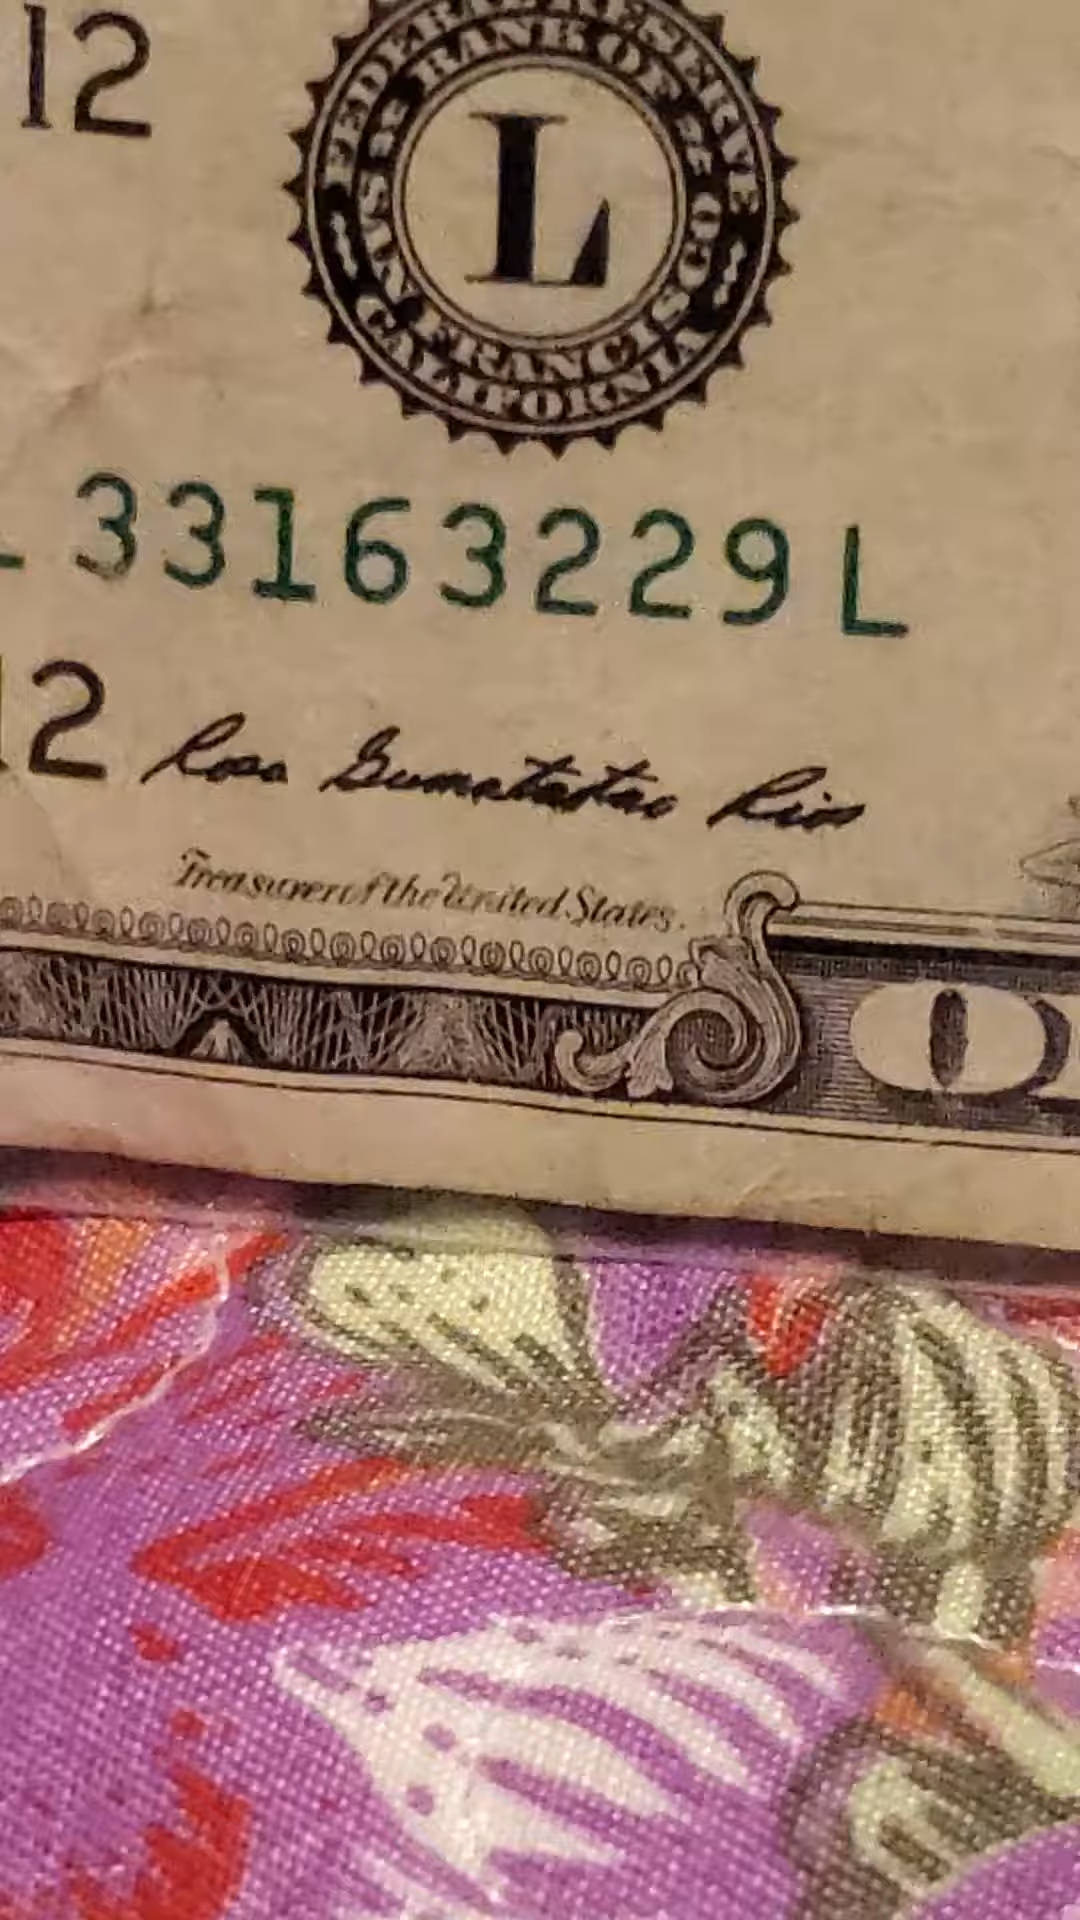 12
FEDERAL RESERVE
BANK OF
L
SAN FRANCISCO
CALIFORNIA
L 33163229 L
12
Rosa Gumataotao Rios
Treasurer of the United States.